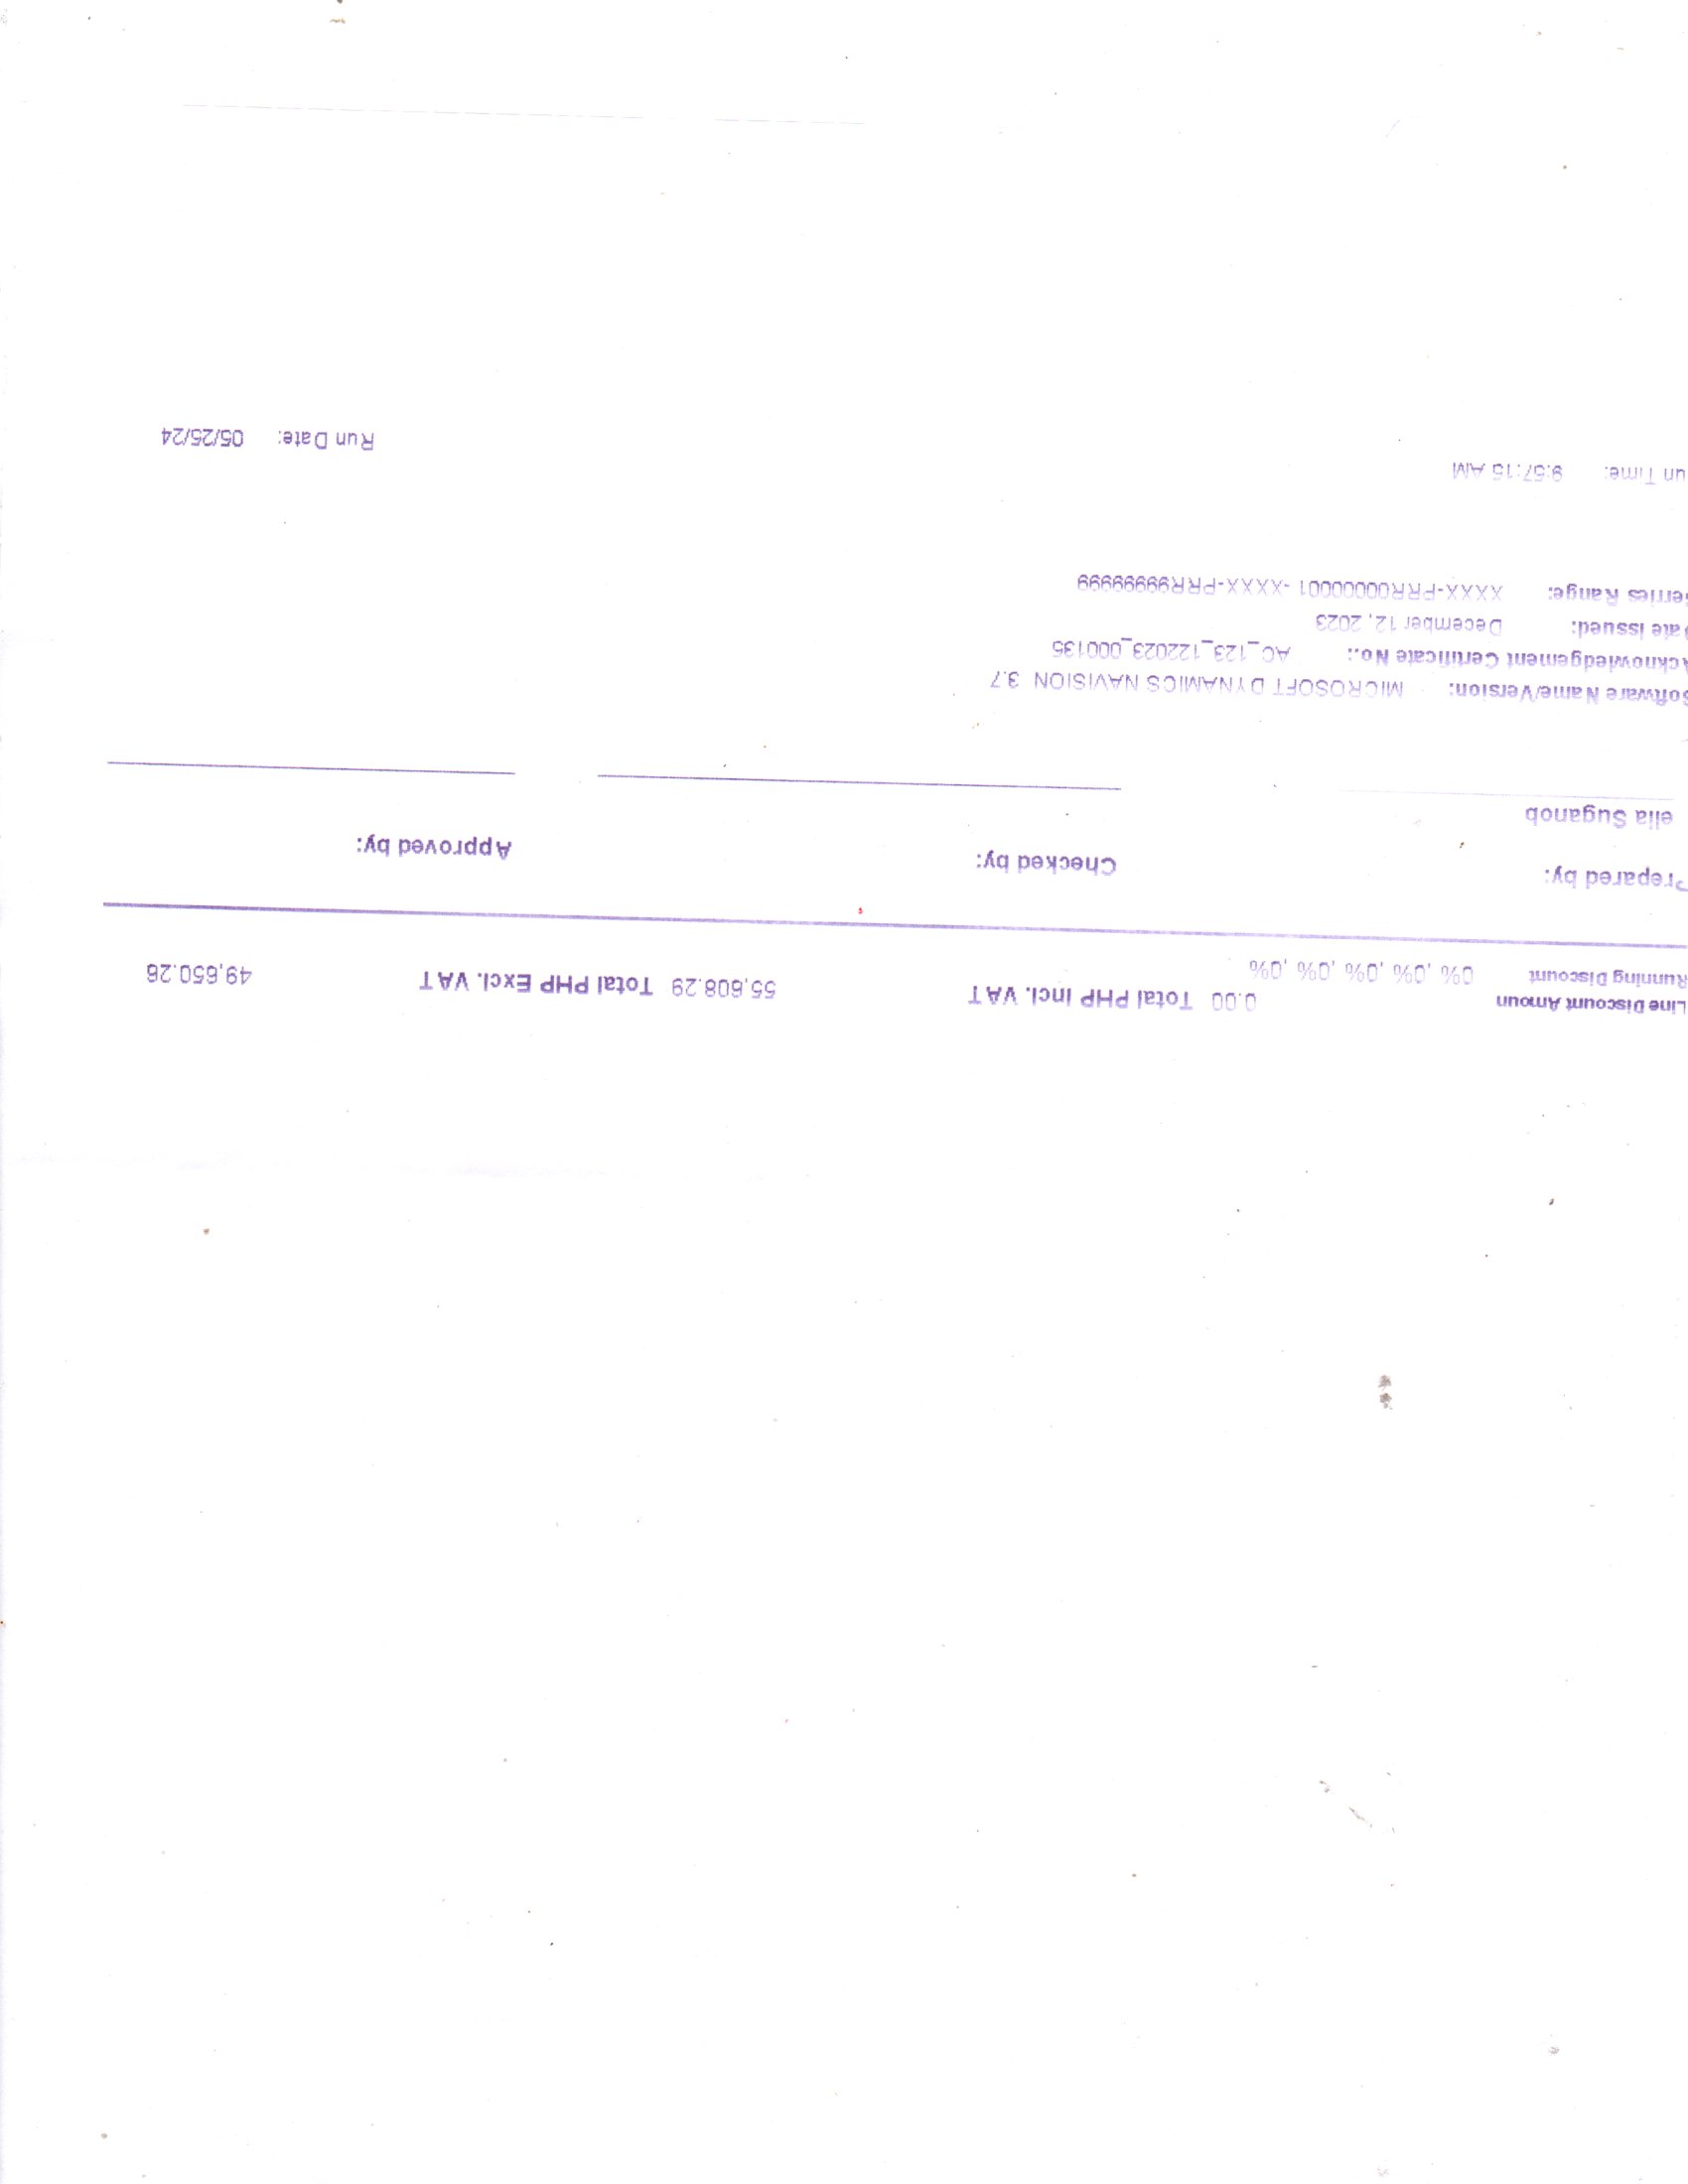 Line Discount Amoun 0.00 Total PHP Incl. VAT 55,608.29 Total PHP Excl. VAT 49,650.26
Running Discount 0% ,0% ,0% ,0% ,0%
Prepared by: Checked by: Approved by:
elia Suganob
Software Name/Version: MICROSOFT DYNAMICS NAVISION 3.7
Acknowledgement Certificate No.: AC_123_122023_000135
Date Issued: December 12, 2023
Serries Range: XXXX-PRR00000001 -XXXX-PRR99999999
un Time: 9:57:15 AM Run Date: 05/25/24